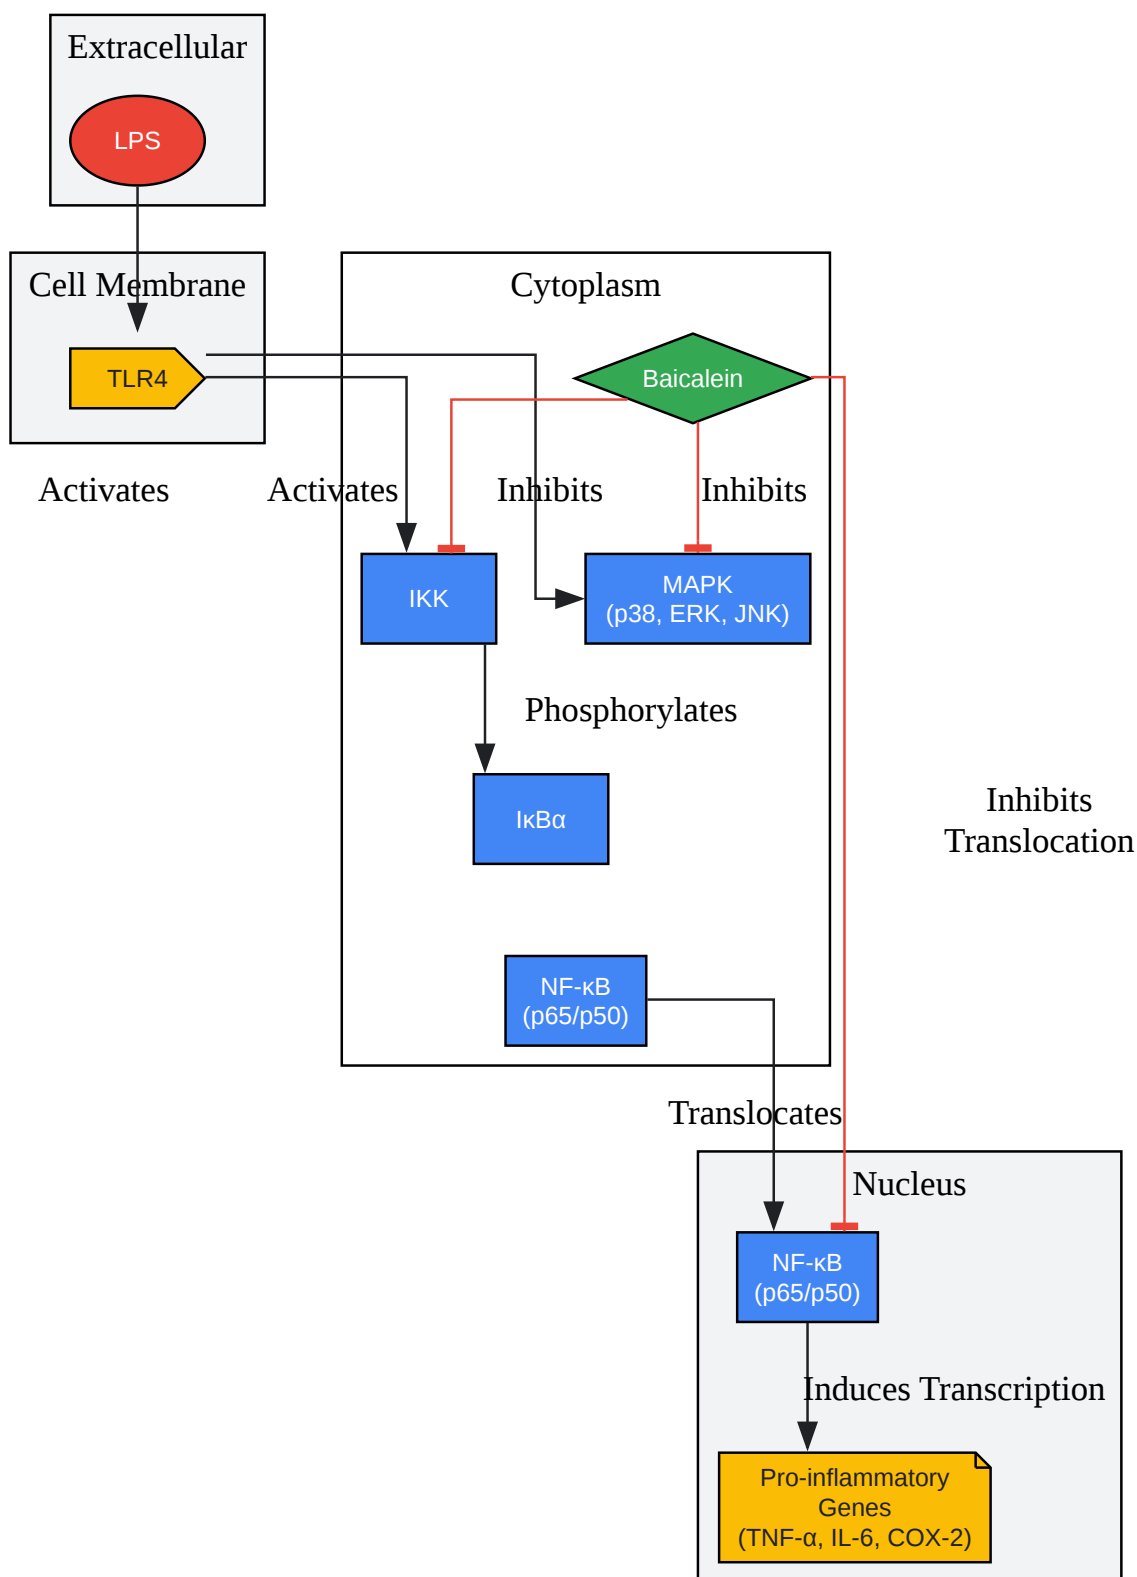 Extracellular
LPS
Cell Membrane
TLR4
Cytoplasm
Baicalein
Activates
Activates
Inhibits
Inhibits
IKK
MAPK
(p38, ERK, JNK)
Phosphorylates
IκBα
Inhibits
Translocation
NF-κB
(p65/p50)
Translocates
Nucleus
NF-κB
(p65/p50)
Induces Transcription
Pro-inflammatory
Genes
(TNF-α, IL-6, COX-2)